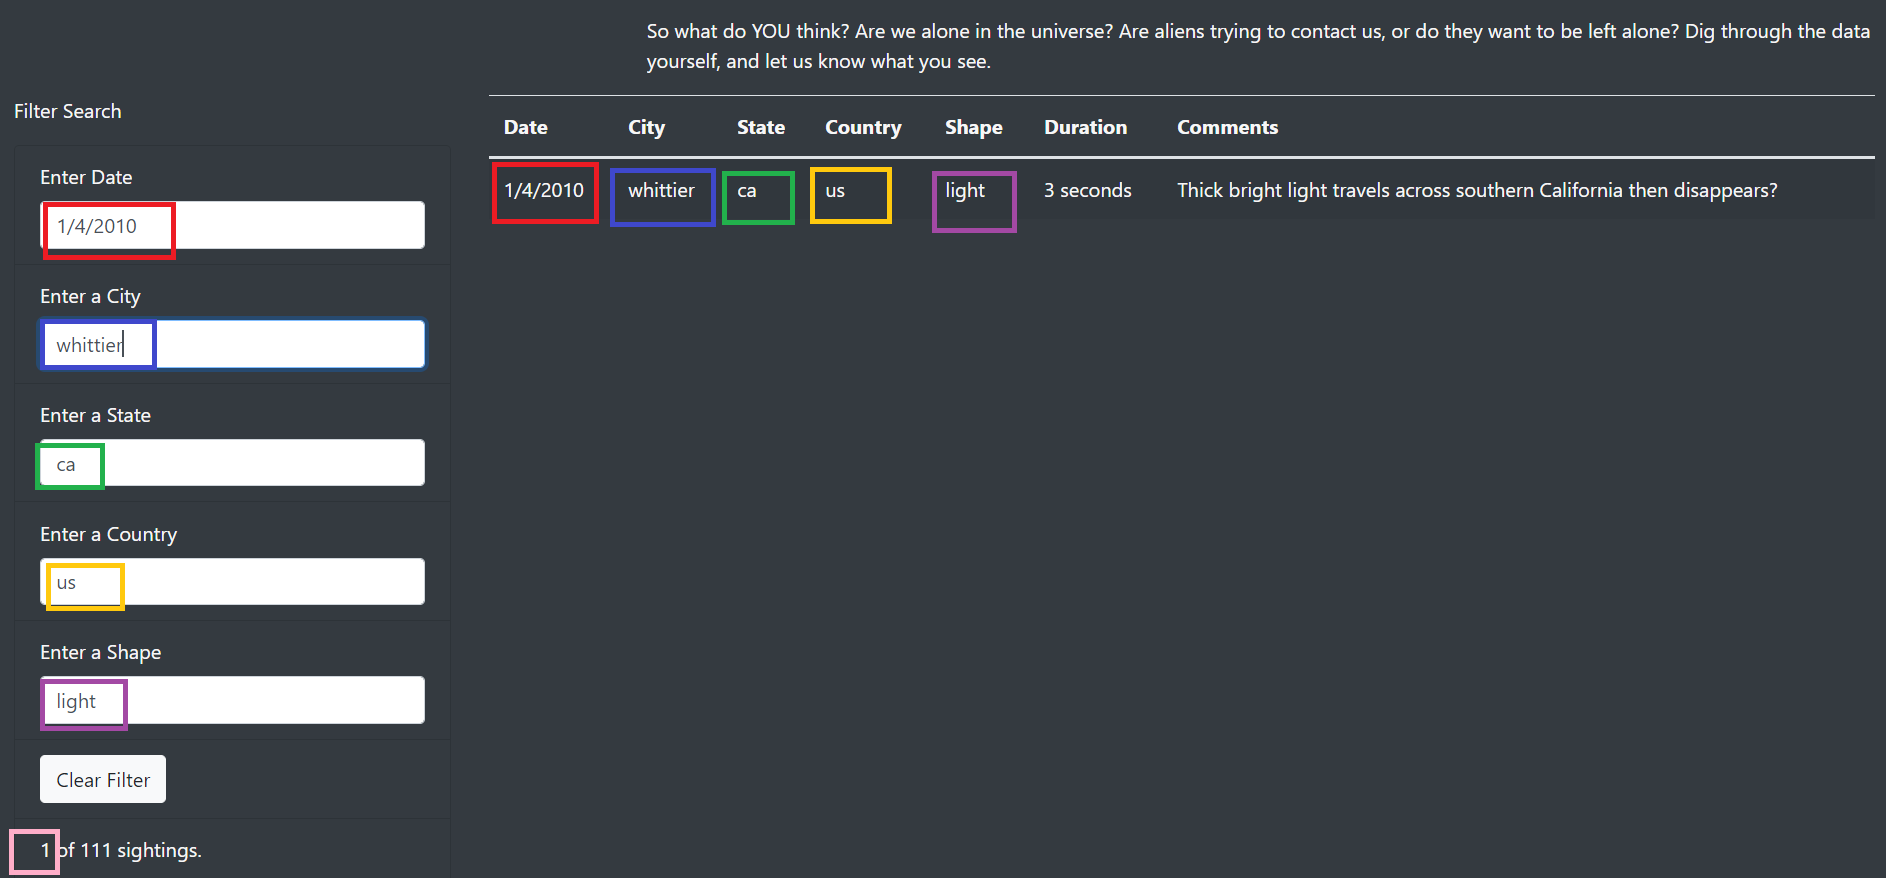 So what do YOU think? Are we alone in the universe? Are aliens trying to contact us, or do they want to be left alone? Dig through the data
yourself, and let us know what you see.
Filter Search
Enter Date
1/4/2010
Enter a City
whittier
Enter a State
ca
Enter a Country
us
Enter a Shape
light
Clear Filter
1 of 111 sightings.
Date City State Country Shape Duration Comments
1/4/2010 whittier ca us light 3 seconds Thick bright light travels across southern California then disappears?